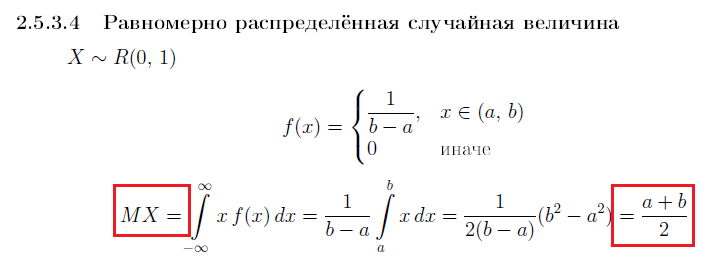 2.5.3.4 Равномерно распределённая случайная величина
X ∼ R(0, 1)
f(x) = { 1/(b − a), x ∈ (a, b)
0 иначе
MX = ∫_{−∞}^{∞} x f(x) dx = 1/(b − a) ∫_a^b x dx = 1/(2(b − a)) (b² − a²) = (a + b)/2